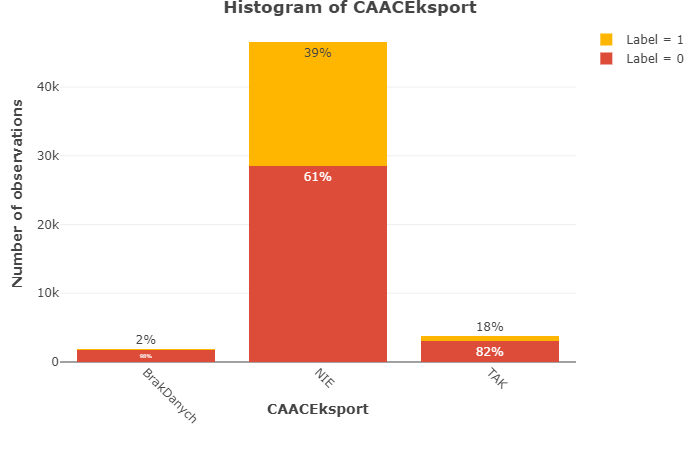 Histogram of CAACEksport
Label = 1
Label = 0
Number of observations
40k
30k
20k
10k
0
2%
98%
39%
61%
18%
82%
BrakDanych
NIE
TAK
CAACEksport